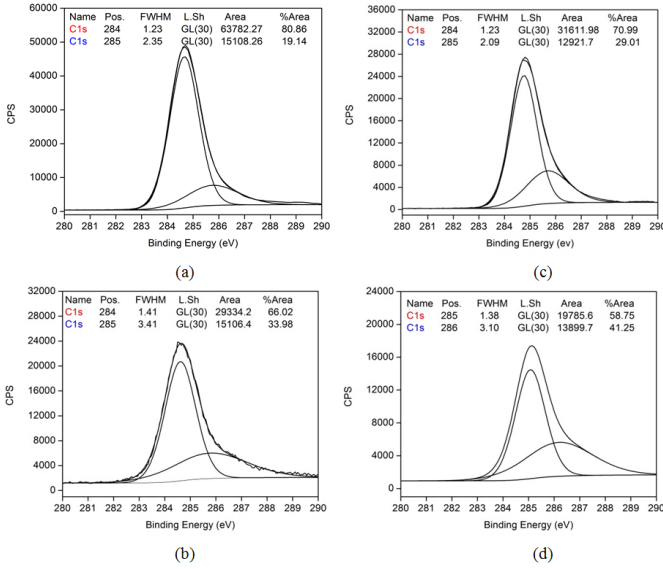 Name Pos. FWHM L.Sh Area %Area
C1s 284 1.23 GL(30) 63782.27 80.86
C1s 285 2.35 GL(30) 15108.26 19.14
60000
50000
40000
30000
20000
10000
0
CPS
280 281 282 283 284 285 286 287 288 289 290
Binding Energy (eV)
(a)
Name Pos. FWHM L.Sh Area %Area
C1s 284 1.23 GL(30) 31611.98 70.99
C1s 285 2.09 GL(30) 12921.7 29.01
36000
32000
28000
24000
20000
16000
12000
8000
4000
0
CPS
280 281 282 283 284 285 286 287 288 289 290
Binding Energy (ev)
(c)
Name Pos. FWHM L.Sh Area %Area
C1s 284 1.41 GL(30) 29334.2 66.02
C1s 285 3.41 GL(30) 15106.4 33.98
32000
28000
24000
20000
16000
12000
8000
4000
0
CPS
280 281 282 283 284 285 286 287 288 289 290
Binding Energy (eV)
(b)
Name Pos. FWHM L.Sh Area %Area
C1s 285 1.38 GL(30) 19785.6 58.75
C1s 286 3.10 GL(30) 13899.7 41.25
24000
20000
16000
12000
8000
4000
0
CPS
280 281 282 283 284 285 286 287 288 289 290
Binding Energy (eV)
(d)